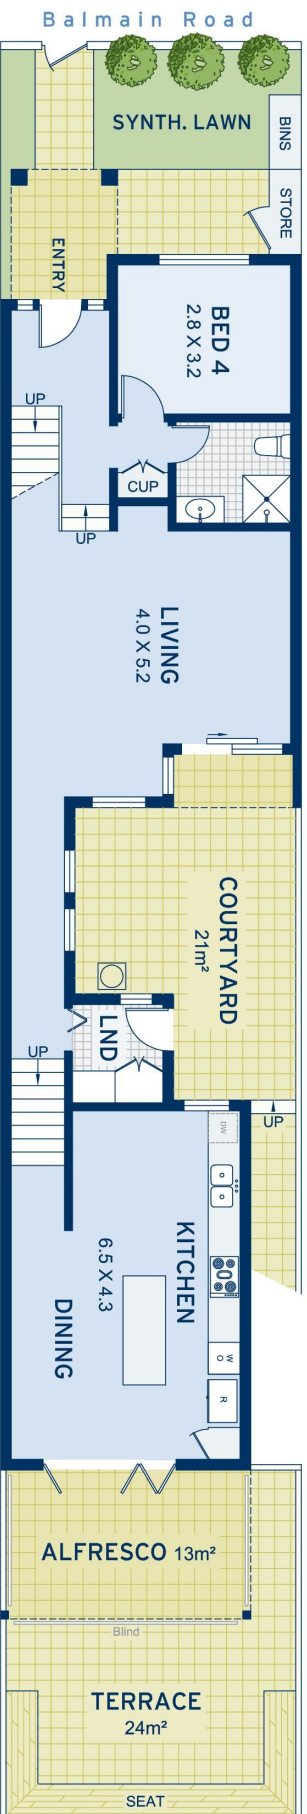 Balmain Road
SYNTH. LAWN
BINS
STORE
ENTRY
BED 4
2.8 X 3.2
UP
CUP
UP
LIVING
4.0 X 5.2
COURTYARD
21m²
LND
UP
UP
DW
KITCHEN
6.5 X 4.3
DINING
W
O
R
ALFRESCO 13m²
Blind
TERRACE
24m²
SEAT